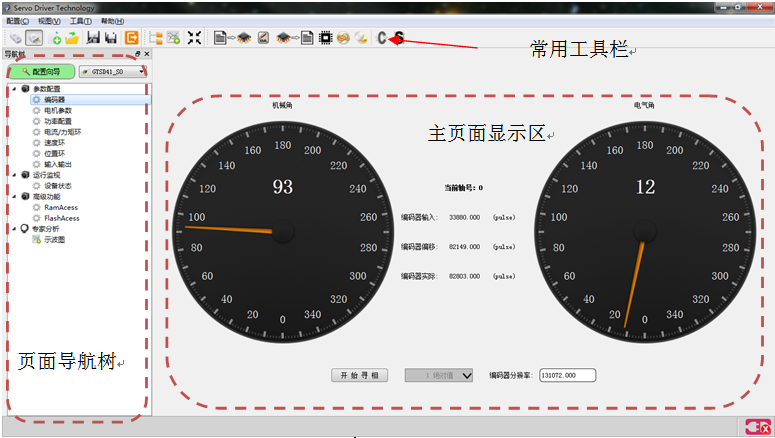 Servo Driver Technology
配置(C) 视图(V) 工具(T) 帮助(H)
C S
常用工具栏
导航树
配置向导 GTSD41_S0
参数配置
编码器
电机参数
功率配置
电流/力矩环
速度环
位置环
输入输出
运行监视
设备状态
高级功能
RamAcess
FlashAcess
专家分析
示波图
页面导航树
主页面显示区
机械角
0 20 40 60 80 100 120 140 160 180 200 220 240 260 280 300 320 340
93
当前轴号: 0
编码器输入: 33880.000 (pulse)
编码器偏移: 82149.000 (pulse)
编码器实际: 82803.000 (pulse)
电气角
0 20 40 60 80 100 120 140 160 180 200 220 240 260 280 300 320 340
12
开始寻相 1 绝对值 编码器分辨率: 131072.000